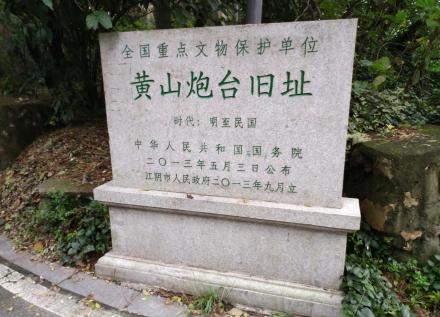 全国重点文物保护单位
黄山炮台旧址
时代：明至民国
中华人民共和国国务院
二〇一三年五月三日公布
江阴市人民政府二〇一三年九月立